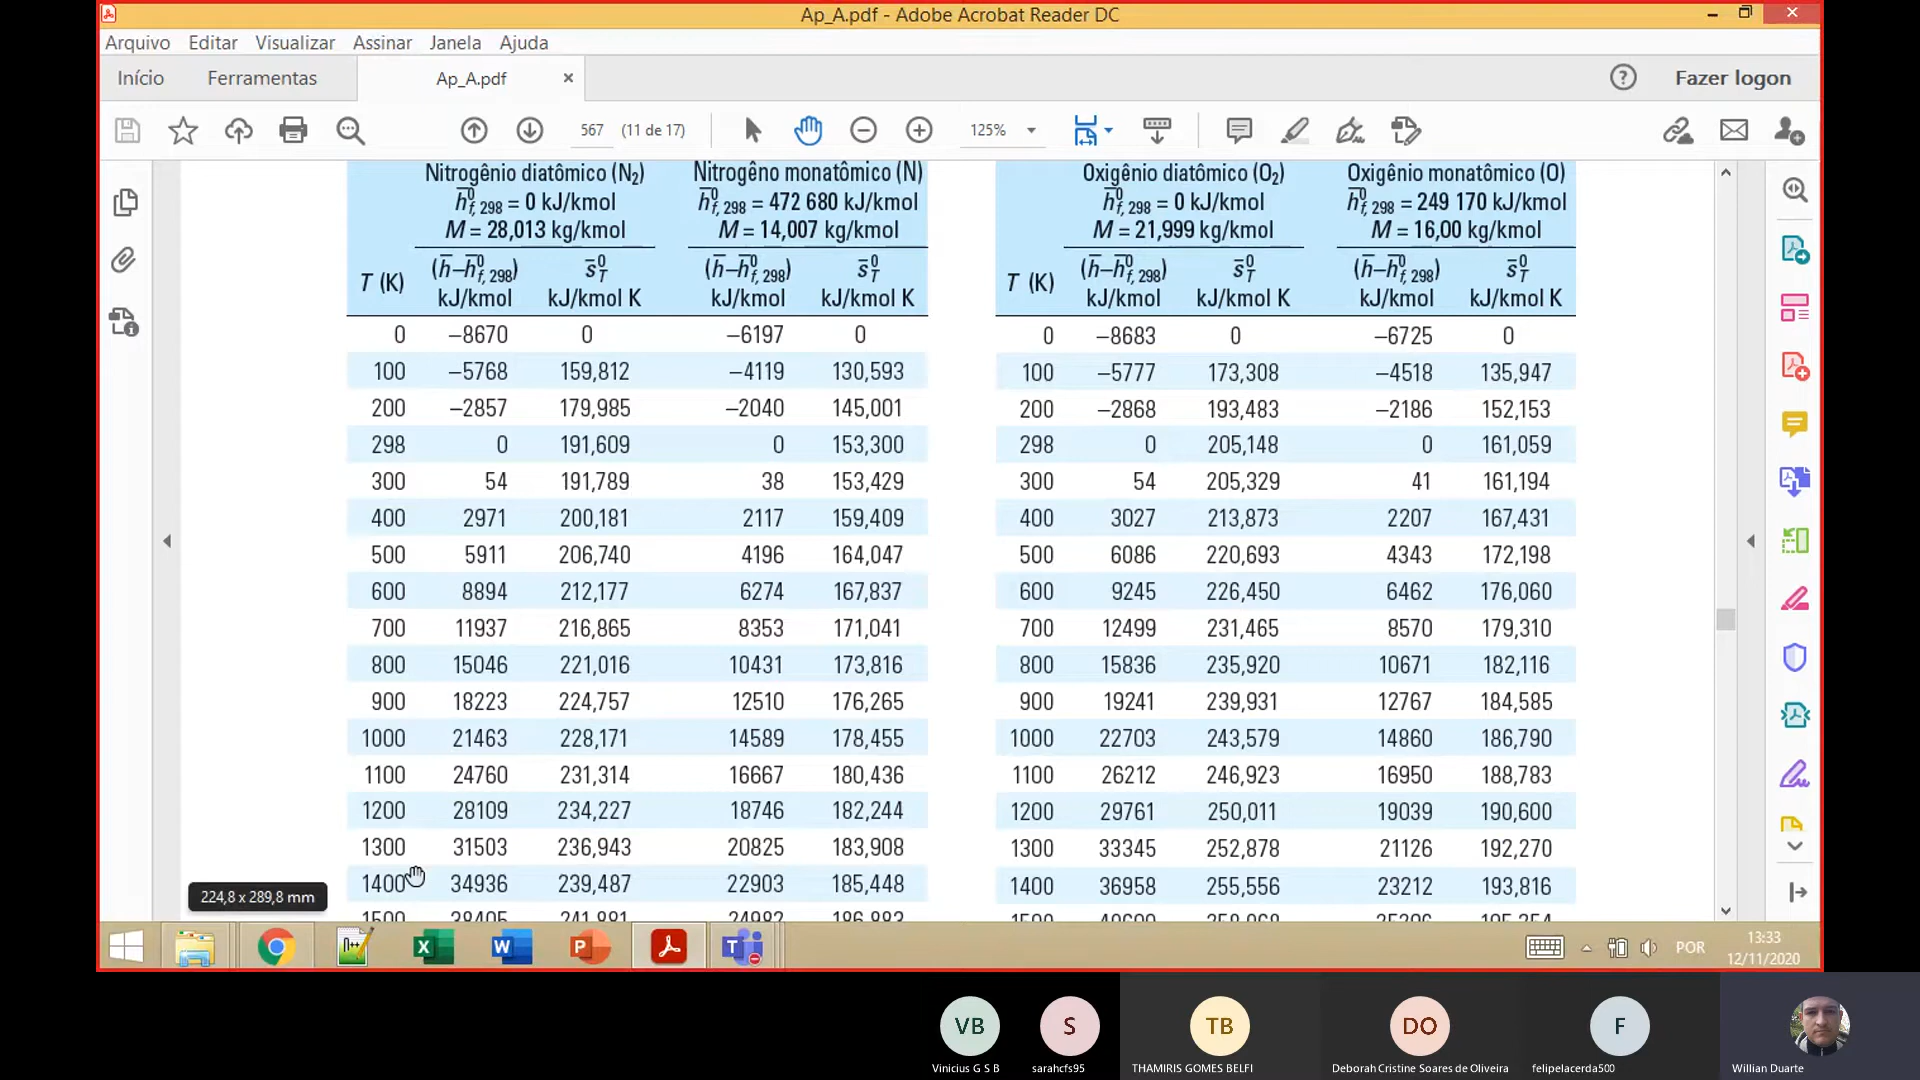 Ap_A.pdf - Adobe Acrobat Reader DC
Arquivo Editar Visualizar Assinar Janela Ajuda
Início Ferramentas Ap_A.pdf × Fazer logon
567 (11 de 17) 125%
Nitrogênio diatômico (N₂) Nitrogêno monatômico (N) Oxigênio diatômico (O₂) Oxigênio monatômico (O)
h̄⁰f, 298 = 0 kJ/kmol h̄⁰f, 298 = 472 680 kJ/kmol h̄⁰f, 298 = 0 kJ/kmol h̄⁰f, 298 = 249 170 kJ/kmol
M = 28,013 kg/kmol M = 14,007 kg/kmol M = 21,999 kg/kmol M = 16,00 kg/kmol
T (K) (h̄–h̄⁰f, 298) s̄⁰T (h̄–h̄⁰f, 298) s̄⁰T T (K) (h̄–h̄⁰f, 298) s̄⁰T (h̄–h̄⁰f, 298) s̄⁰T
kJ/kmol kJ/kmol K kJ/kmol kJ/kmol K kJ/kmol kJ/kmol K kJ/kmol kJ/kmol K
0 –8670 0 –6197 0 0 –8683 0 –6725 0
100 –5768 159,812 –4119 130,593 100 –5777 173,308 –4518 135,947
200 –2857 179,985 –2040 145,001 200 –2868 193,483 –2186 152,153
298 0 191,609 0 153,300 298 0 205,148 0 161,059
300 54 191,789 38 153,429 300 54 205,329 41 161,194
400 2971 200,181 2117 159,409 400 3027 213,873 2207 167,431
500 5911 206,740 4196 164,047 500 6086 220,693 4343 172,198
600 8894 212,177 6274 167,837 600 9245 226,450 6462 176,060
700 11937 216,865 8353 171,041 700 12499 231,465 8570 179,310
800 15046 221,016 10431 173,816 800 15836 235,920 10671 182,116
900 18223 224,757 12510 176,265 900 19241 239,931 12767 184,585
1000 21463 228,171 14589 178,455 1000 22703 243,579 14860 186,790
1100 24760 231,314 16667 180,436 1100 26212 246,923 16950 188,783
1200 28109 234,227 18746 182,244 1200 29761 250,011 19039 190,600
1300 31503 236,943 20825 183,908 1300 33345 252,878 21126 192,270
1400 34936 239,487 22903 185,448 1400 36958 255,556 23212 193,816
1500 38405 241,881 24982 186,883 1500
224,8 x 289,8 mm
POR 13:33
12/11/2020
VB S TB DO F
Vinicius G S B sarahcfs95 THAMIRIS GOMES BELFI Deborah Cristine Soares de Oliveira felipelacerda500 Willian Duarte